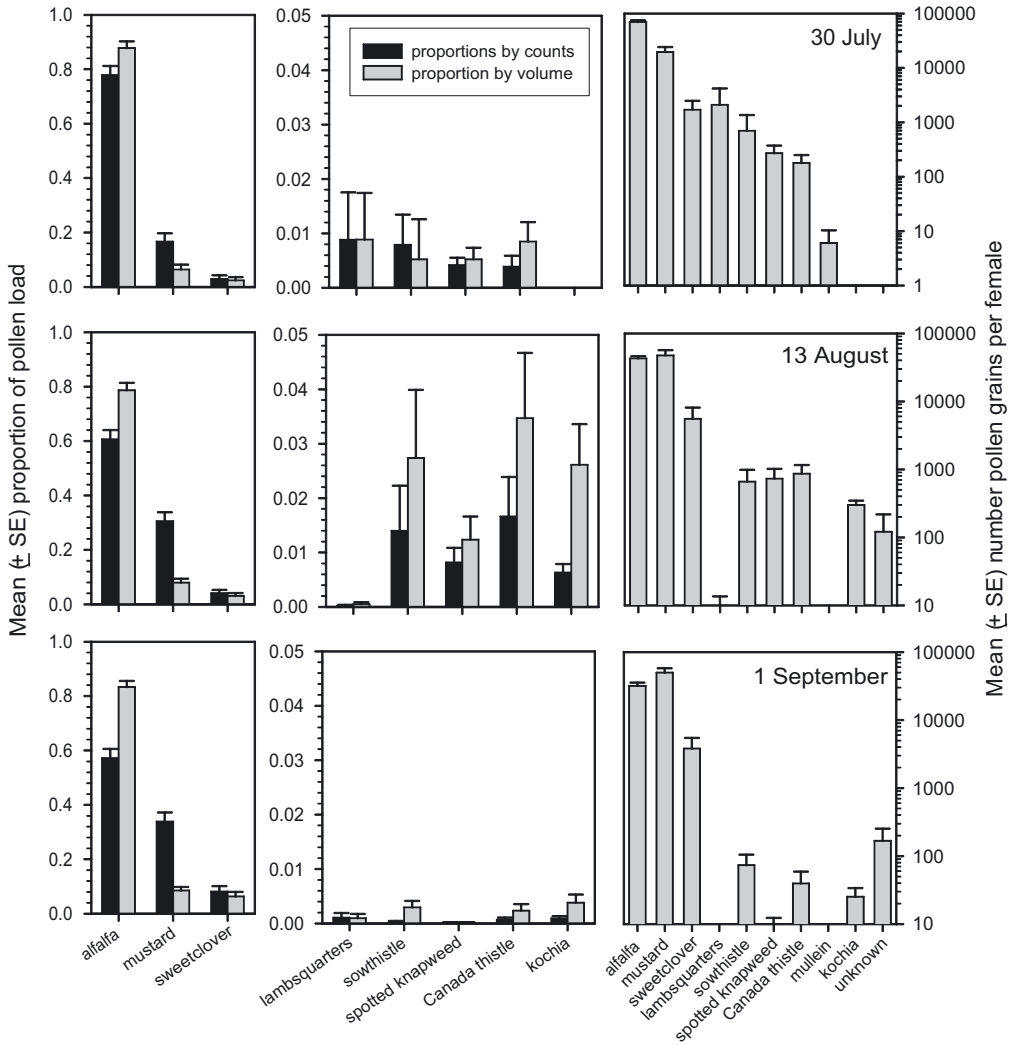 Mean (± SE) proportion of pollen load
Mean (± SE) number pollen grains per female
1.0
0.8
0.6
0.4
0.2
0.0
0.05
0.04
0.03
0.02
0.01
0.00
proportions by counts
proportion by volume
30 July
100000
10000
1000
100
10
1
1.0
0.8
0.6
0.4
0.2
0.0
0.05
0.04
0.03
0.02
0.01
0.00
13 August
100000
10000
1000
100
10
1.0
0.8
0.6
0.4
0.2
0.0
alfalfa
mustard
sweetclover
0.05
0.04
0.03
0.02
0.01
0.00
lambsquarters
sowthistle
spotted knapweed
Canada thistle
kochia
1 September
100000
10000
1000
100
10
alfalfa
mustard
sweetclover
lambsquarters
sowthistle
spotted knapweed
Canada thistle
mullein
kochia
unknown